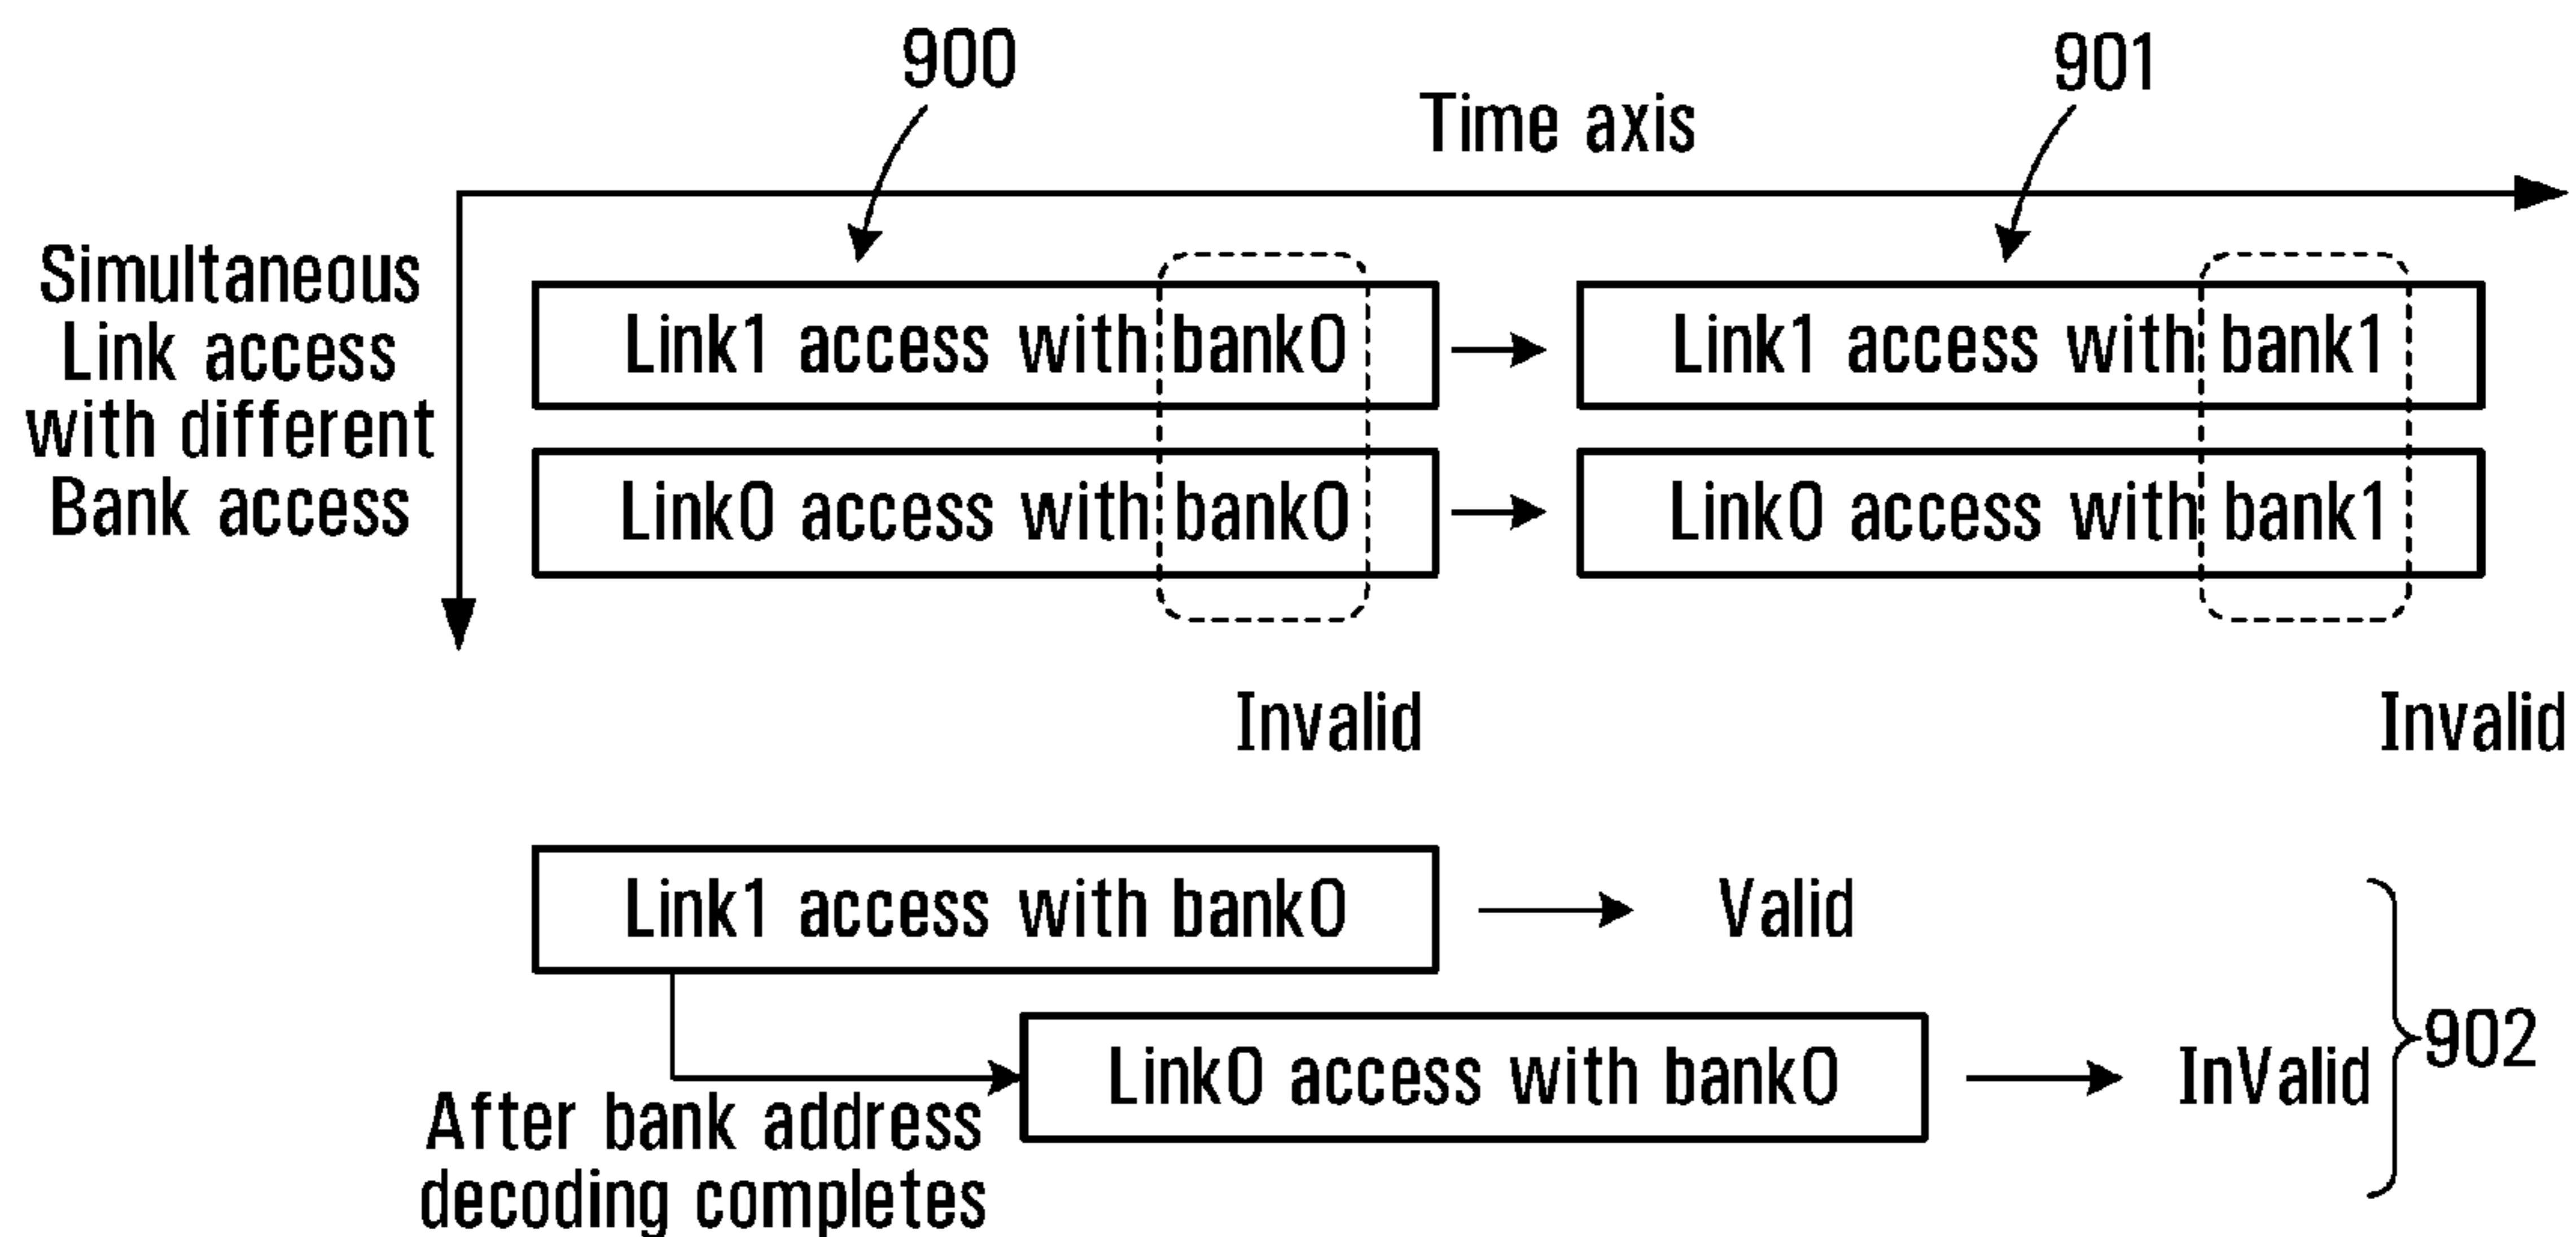 900
901
Time axis
Simultaneous
Link access
with different
Bank access
Link1 access with bank0
Link1 access with bank1
Link0 access with bank0
Link0 access with bank1
Invalid
Invalid
Link1 access with bank0
Valid
After bank address
decoding completes
Link0 access with bank0
InValid
902